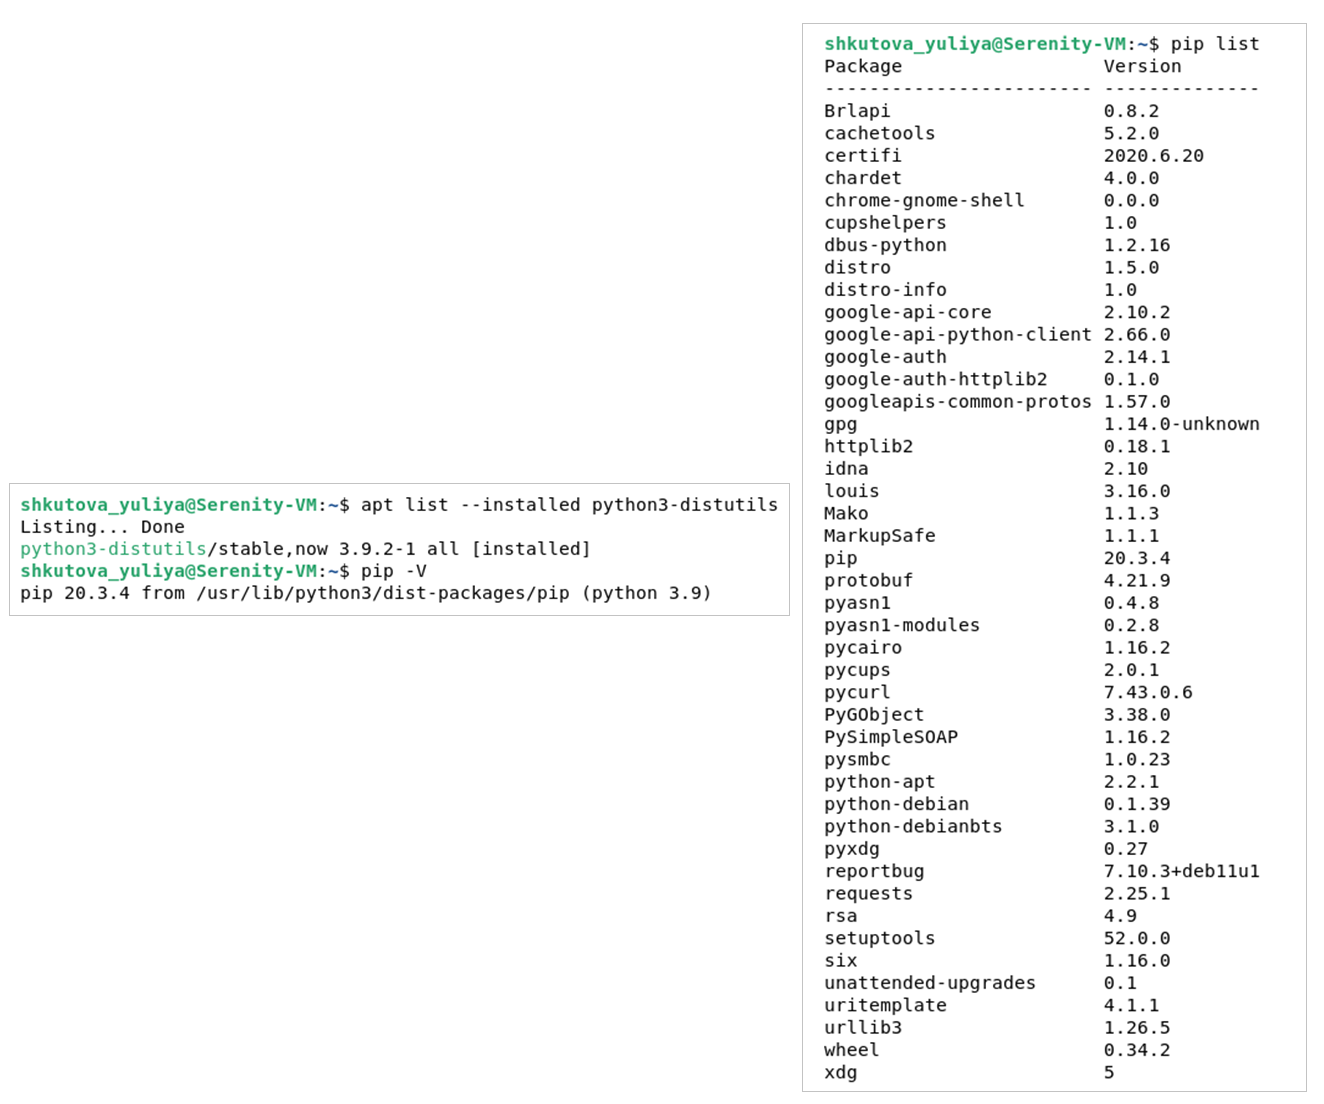 shkutova_yuliya@Serenity-VM:~$ apt list --installed python3-distutils
Listing... Done
python3-distutils/stable,now 3.9.2-1 all [installed]
shkutova_yuliya@Serenity-VM:~$ pip -V
pip 20.3.4 from /usr/lib/python3/dist-packages/pip (python 3.9)
shkutova_yuliya@Serenity-VM:~$ pip list
Package                  Version
------------------------ --------------
Brlapi                   0.8.2
cachetools               5.2.0
certifi                  2020.6.20
chardet                  4.0.0
chrome-gnome-shell       0.0.0
cupshelpers              1.0
dbus-python              1.2.16
distro                   1.5.0
distro-info              1.0
google-api-core          2.10.2
google-api-python-client 2.66.0
google-auth              2.14.1
google-auth-httplib2     0.1.0
googleapis-common-protos 1.57.0
gpg                      1.14.0-unknown
httplib2                 0.18.1
idna                     2.10
louis                    3.16.0
Mako                     1.1.3
MarkupSafe               1.1.1
pip                      20.3.4
protobuf                 4.21.9
pyasn1                   0.4.8
pyasn1-modules           0.2.8
pycairo                  1.16.2
pycups                   2.0.1
pycurl                   7.43.0.6
PyGObject                3.38.0
PySimpleSOAP             1.16.2
pysmbc                   1.0.23
python-apt               2.2.1
python-debian            0.1.39
python-debianbts         3.1.0
pyxdg                    0.27
reportbug                7.10.3+deb11u1
requests                 2.25.1
rsa                      4.9
setuptools               52.0.0
six                      1.16.0
unattended-upgrades      0.1
uritemplate              4.1.1
urllib3                  1.26.5
wheel                    0.34.2
xdg                      5